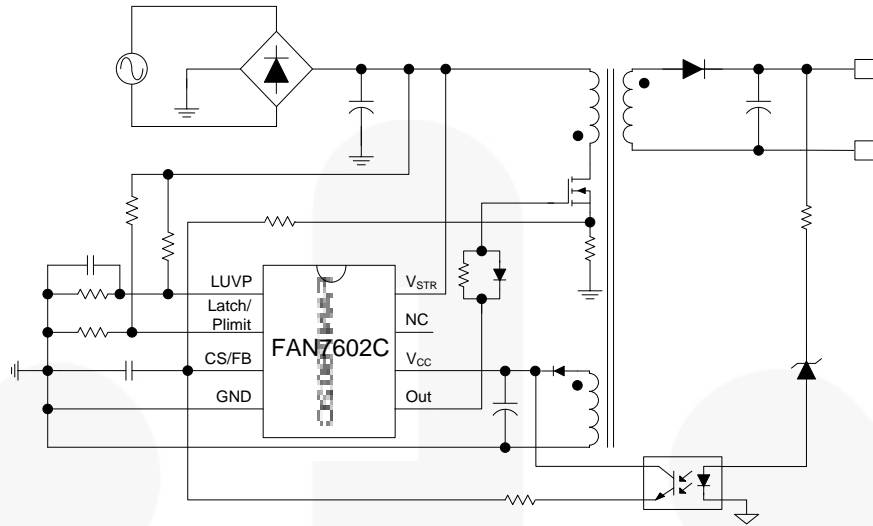 LUVP
Latch/
Plimit
CS/FB
GND
FAN7602C
VSTR
NC
VCC
Out